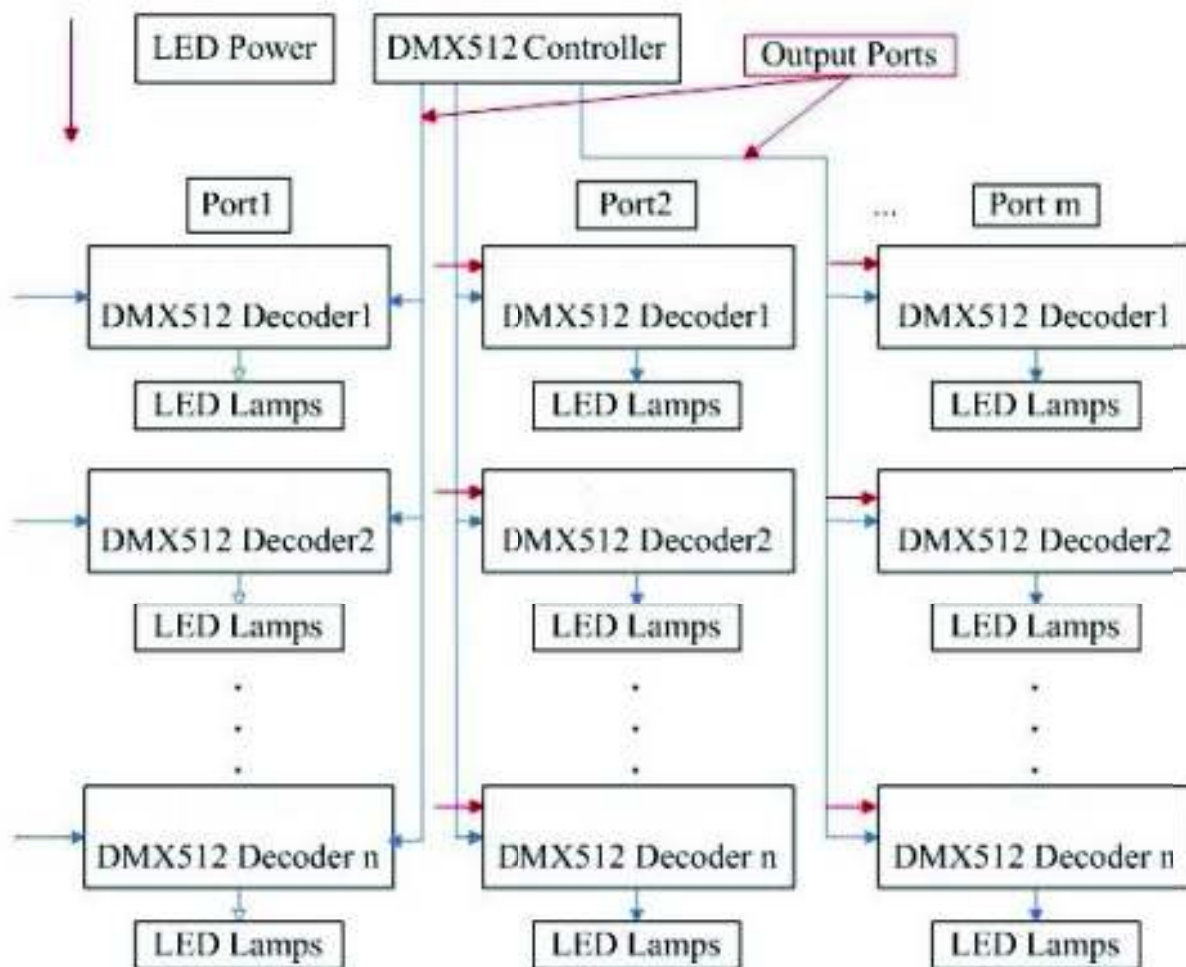 LED Power
DMX512 Controller
Output Ports
Port1
Port2
...
Port m
DMX512 Decoder1
DMX512 Decoder1
DMX512 Decoder1
LED Lamps
LED Lamps
LED Lamps
DMX512 Decoder2
DMX512 Decoder2
DMX512 Decoder2
LED Lamps
LED Lamps
LED Lamps
DMX512 Decoder n
DMX512 Decoder n
DMX512 Decoder n
LED Lamps
LED Lamps
LED Lamps